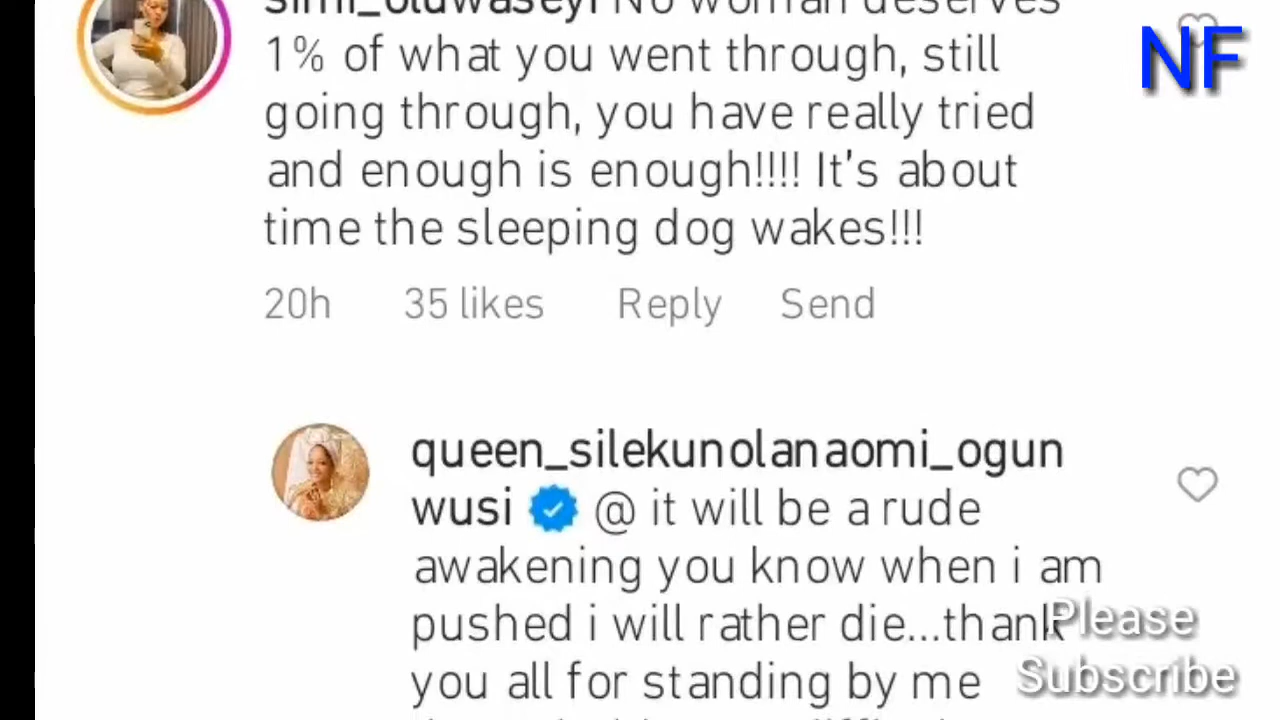 simi_oluwaseyi No woman deserves
1% of what you went through, still
going through, you have really tried
and enough is enough!!!! It's about
time the sleeping dog wakes!!!
20h 35 likes Reply Send
queen_silekunolanaomi_ogun
wusi @ it will be a rude
awakening you know when i am
pushed i will rather die...thank
you all for standing by me
NF
Please
Subscribe